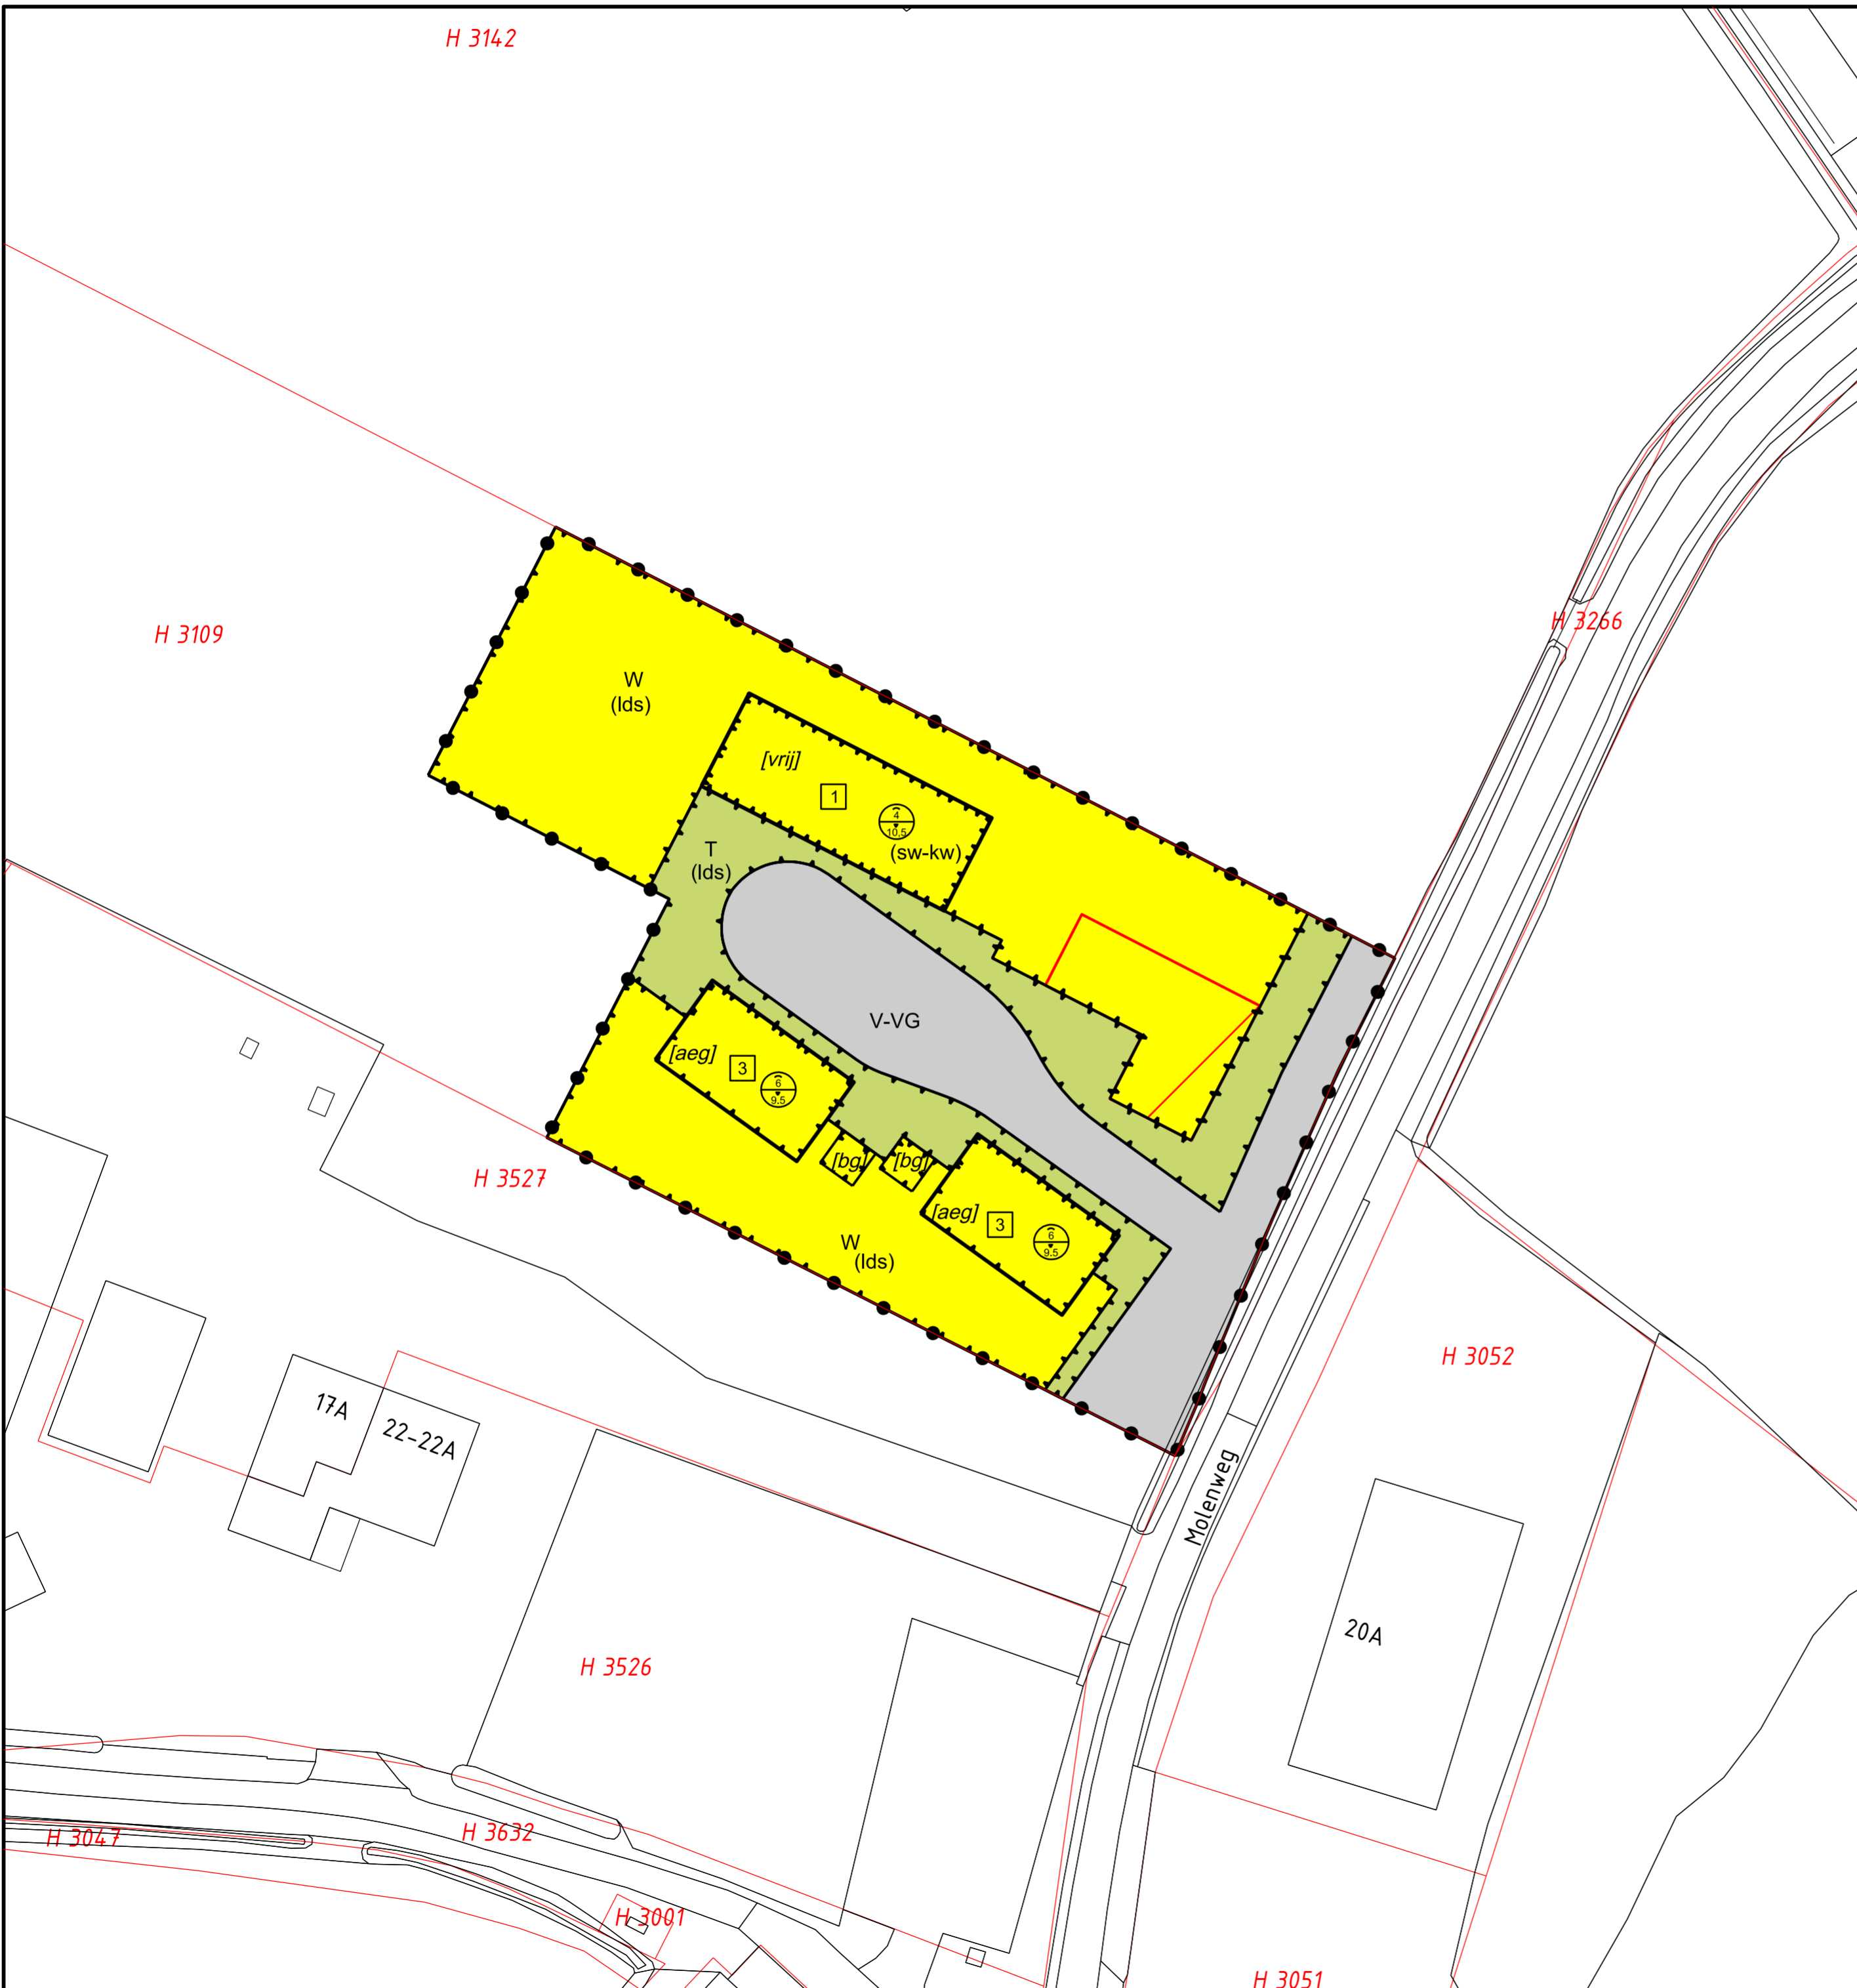 H 3142
H 3109
H 3266
W
(lds)
[vrij]
1
4
10.5
(sw-kw)
T
(lds)
V-VG
[aeg]
3
6
9.5
[bg]
[bg]
[aeg]
3
6
9.5
W
(lds)
H 3527
H 3052
17A
22-22A
Molenweg
20A
H 3526
H 3047
H 3632
H 3001
H 3051